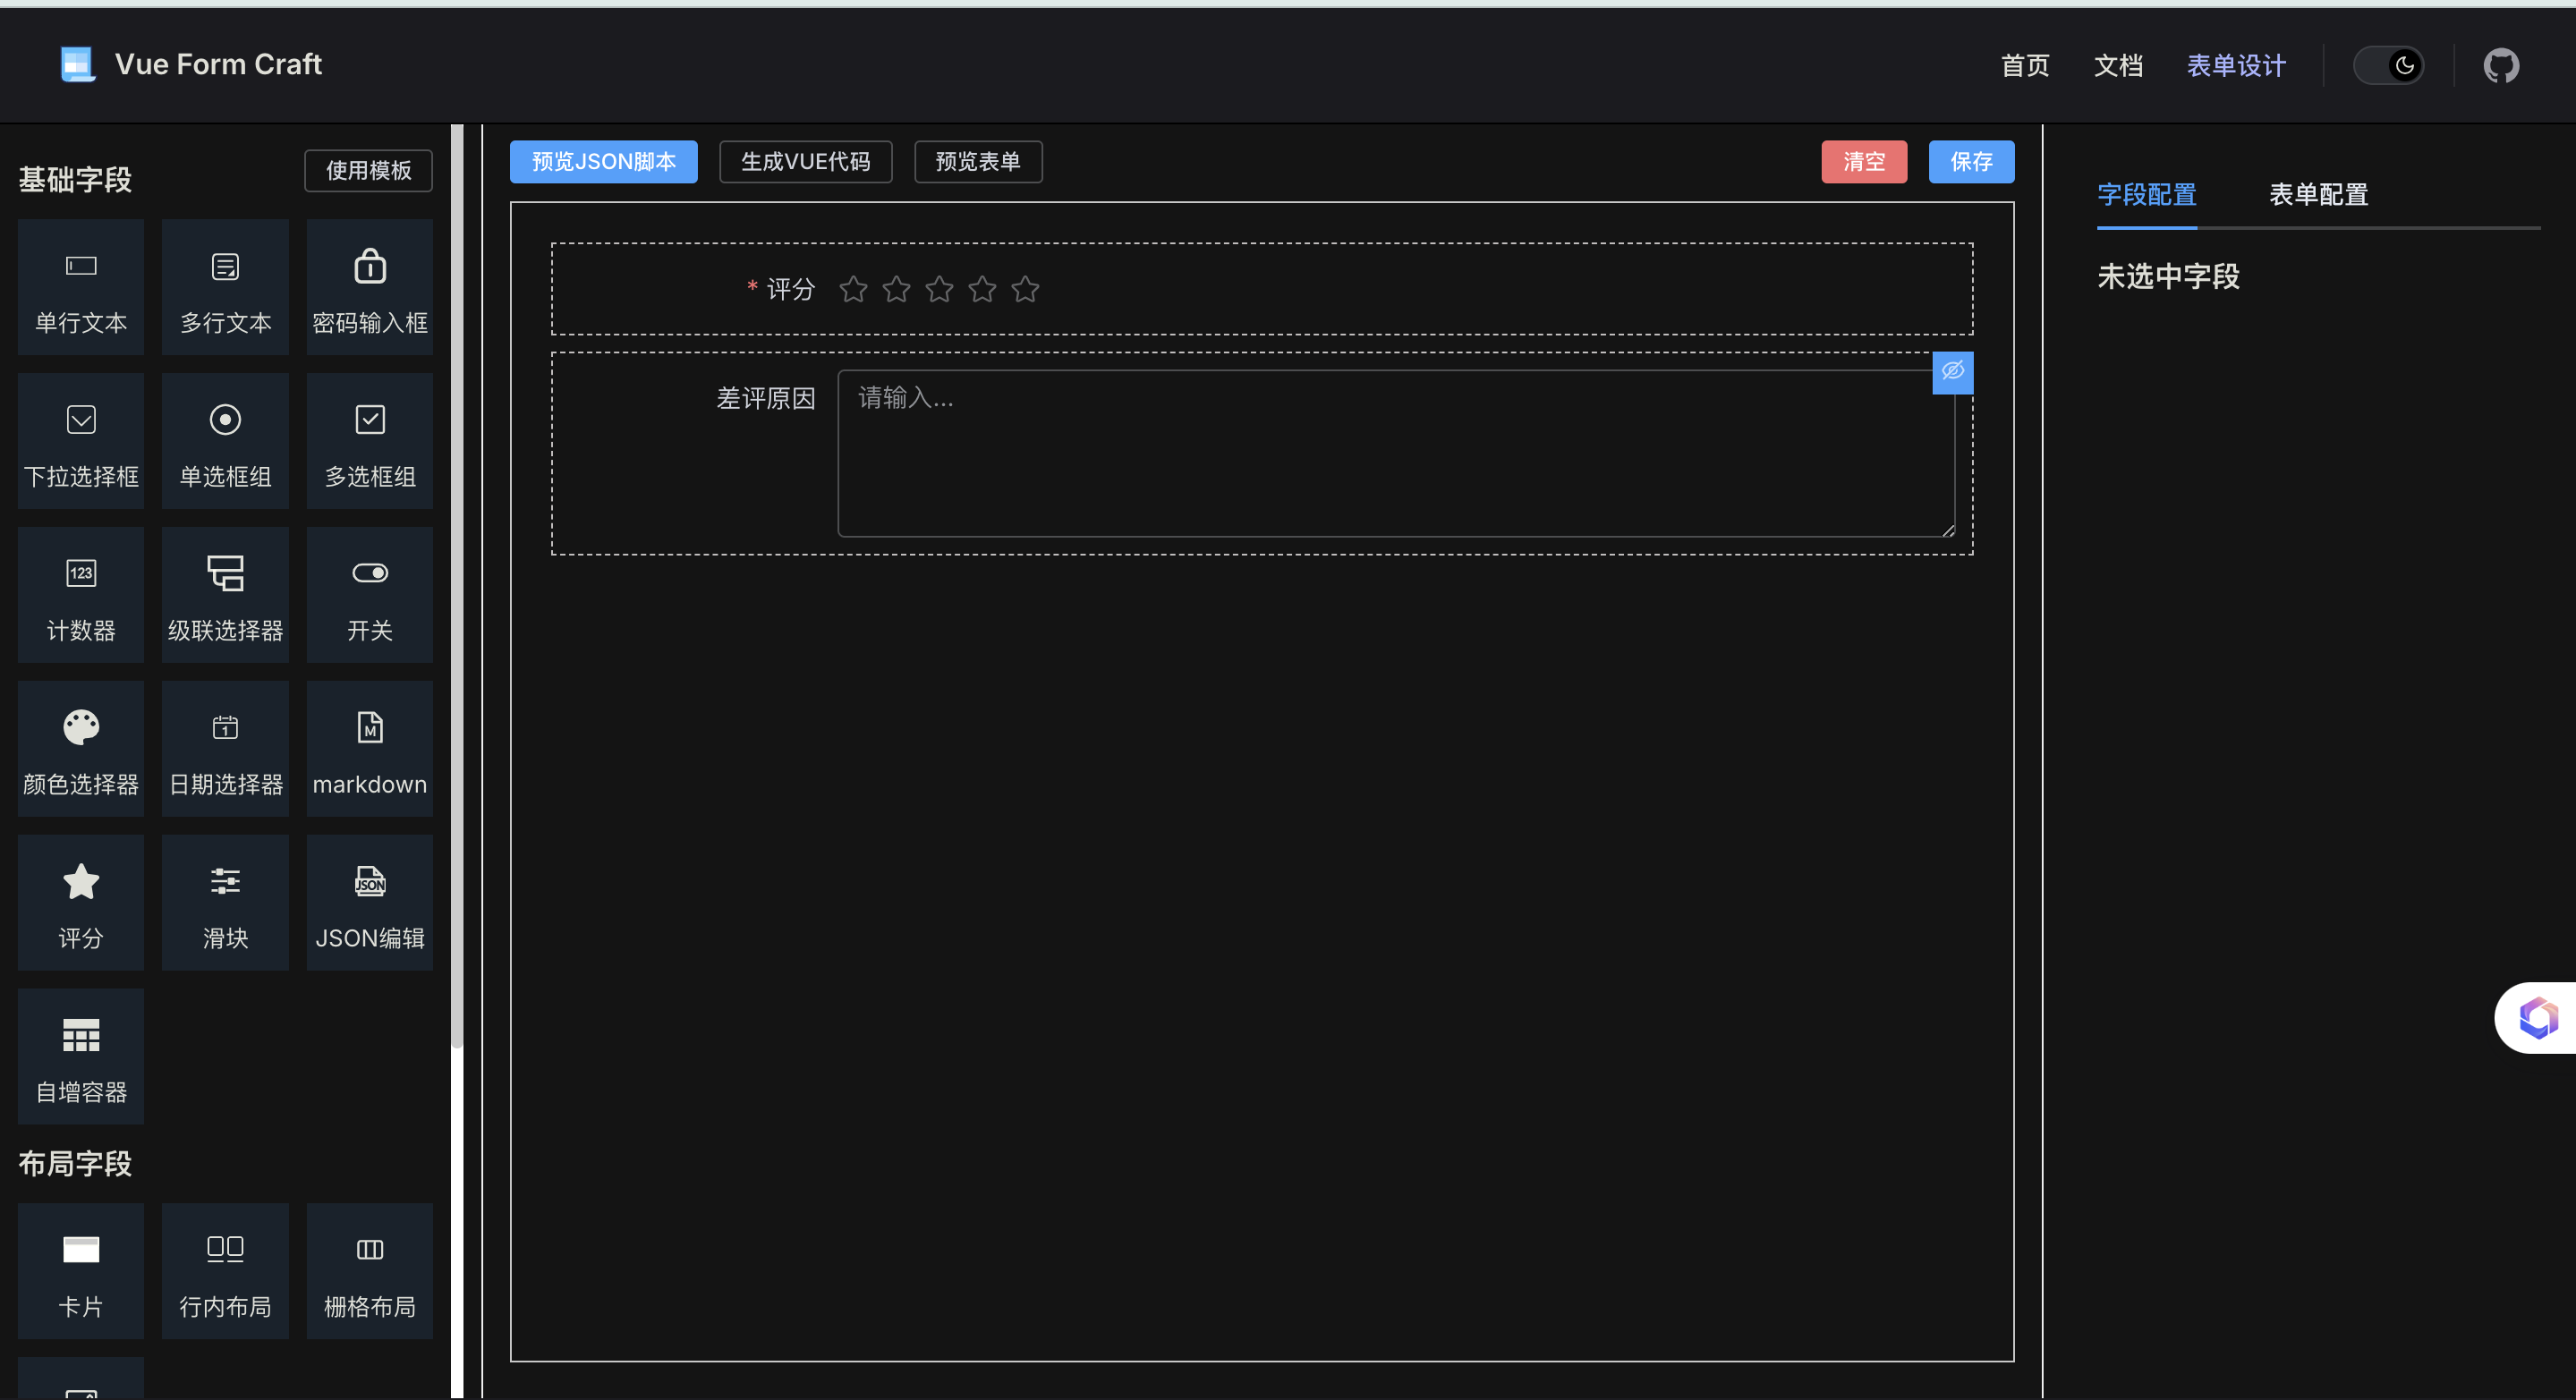 Vue Form Craft
首页 文档 表单设计
基础字段 使用模板
单行文本 多行文本 密码输入框
下拉选择框 单选框组 多选框组
123
计数器 级联选择器 开关
1 M
颜色选择器 日期选择器 markdown
JSON
评分 滑块 JSON编辑
自增容器
布局字段
卡片 行内布局 栅格布局
预览JSON脚本 生成VUE代码 预览表单 清空 保存
* 评分
差评原因 请输入...
字段配置 表单配置
未选中字段